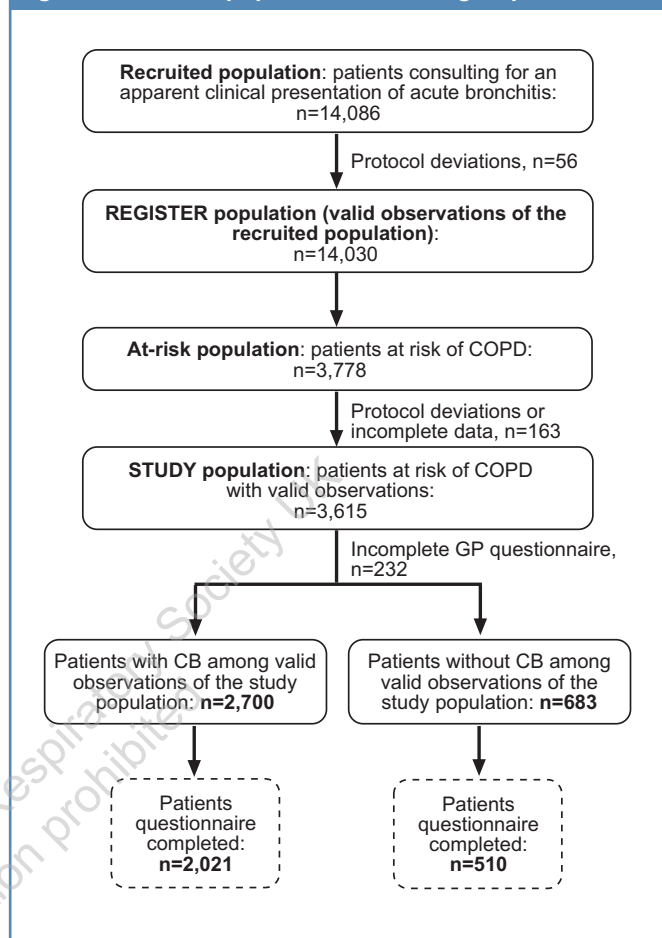 Recruited population: patients consulting for an
apparent clinical presentation of acute bronchitis:
n=14,086
Protocol deviations, n=56
REGISTER population (valid observations of the
recruited population):
n=14,030
At-risk population: patients at risk of COPD:
n=3,778
Protocol deviations or
incomplete data, n=163
STUDY population: patients at risk of COPD
with valid observations:
n=3,615
Incomplete GP questionnaire,
n=232
Patients with CB among valid
observations of the study
population: n=2,700
Patients without CB among
valid observations of the
study population: n=683
Patients
questionnaire
completed:
n=2,021
Patients
questionnaire
completed:
n=510
Respiratory Society UK
prohibited